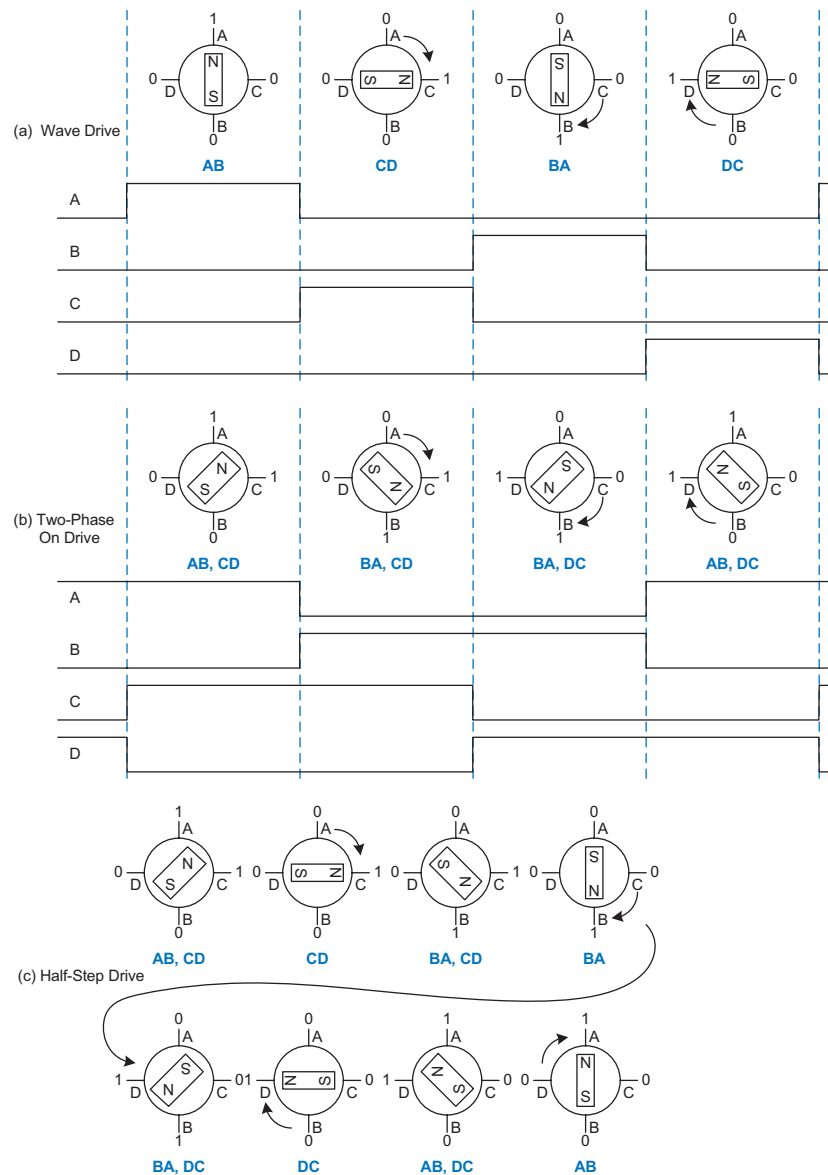 1 0 0 1
A A A A
N S
0 0 0 S N 1 0 0 1 N S 0
D C D C D C D C
S N
B B B B
0 0 1 0
(a) Wave Drive
AB CD BA DC
A
B
C
D
1 0 0 1
A A A A
N S S N
0 1 0 1 1 0 1 0
D C D C D C D C
S N N S
B B B B
0 1 1 0
(b) Two-Phase
On Drive
AB, CD BA, CD BA, DC AB, DC
A
B
C
D
1 0 0 0
A A A A
N S S
0 1 0 S N 1 0 1 0 0
D C D C D C D C
S N N
B B B B
0 0 1 1
AB, CD CD BA, CD BA
(c) Half-Step Drive
0 0 1 1
A A A A
S N N
1 0 1 N S 0 1 0 0 0
D C D C D C D C
N S S
B B B B
1 0 0 0
BA, DC DC AB, DC AB